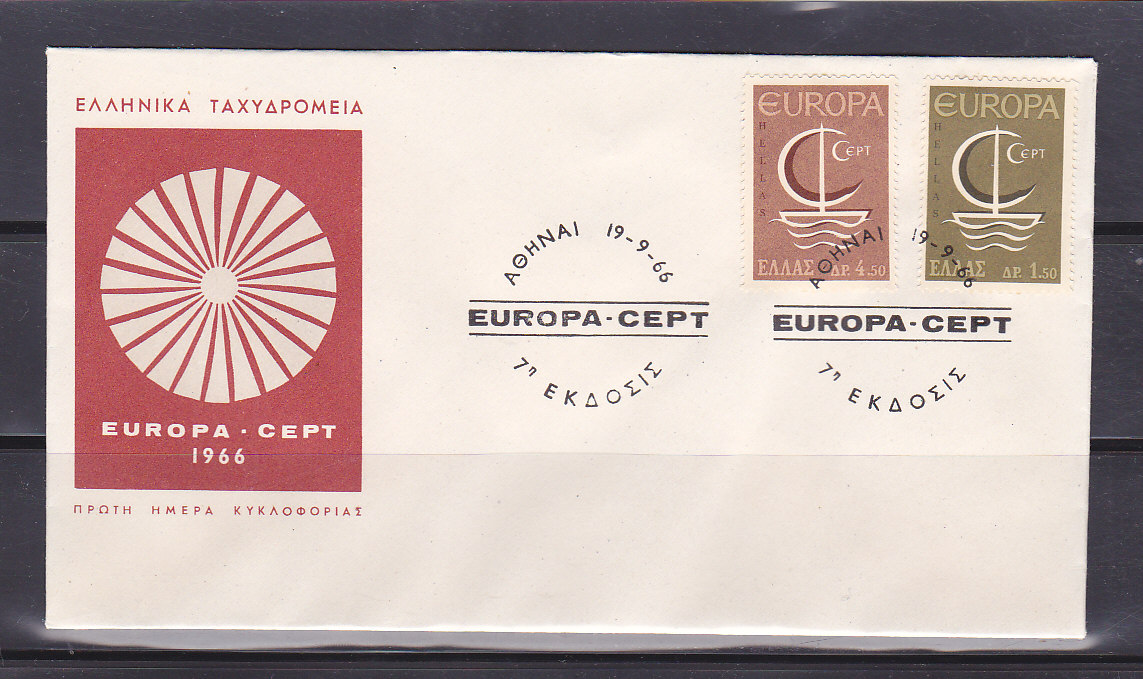 ΕΛΛΗΝΙΚΑ ΤΑΧΥΔΡΟΜΕΙΑ
EUROPA · CEPT
1966
ΠΡΩΤΗ ΗΜΕΡΑ ΚΥΚΛΟΦΟΡΙΑΣ
ΑΘΗΝΑΙ 19-9-66
EUROPA-CEPT
7η ΕΚΔΟΣΙΣ
EUROPA
HELLAS
CEPT
ΕΛΛΑΣ ΔΡ. 4.50
EUROPA
HELLAS
CEPT
ΕΛΛΑΣ ΔΡ. 1.50
ΑΘΗΝΑΙ 19-9-66
EUROPA-CEPT
7η ΕΚΔΟΣΙΣ